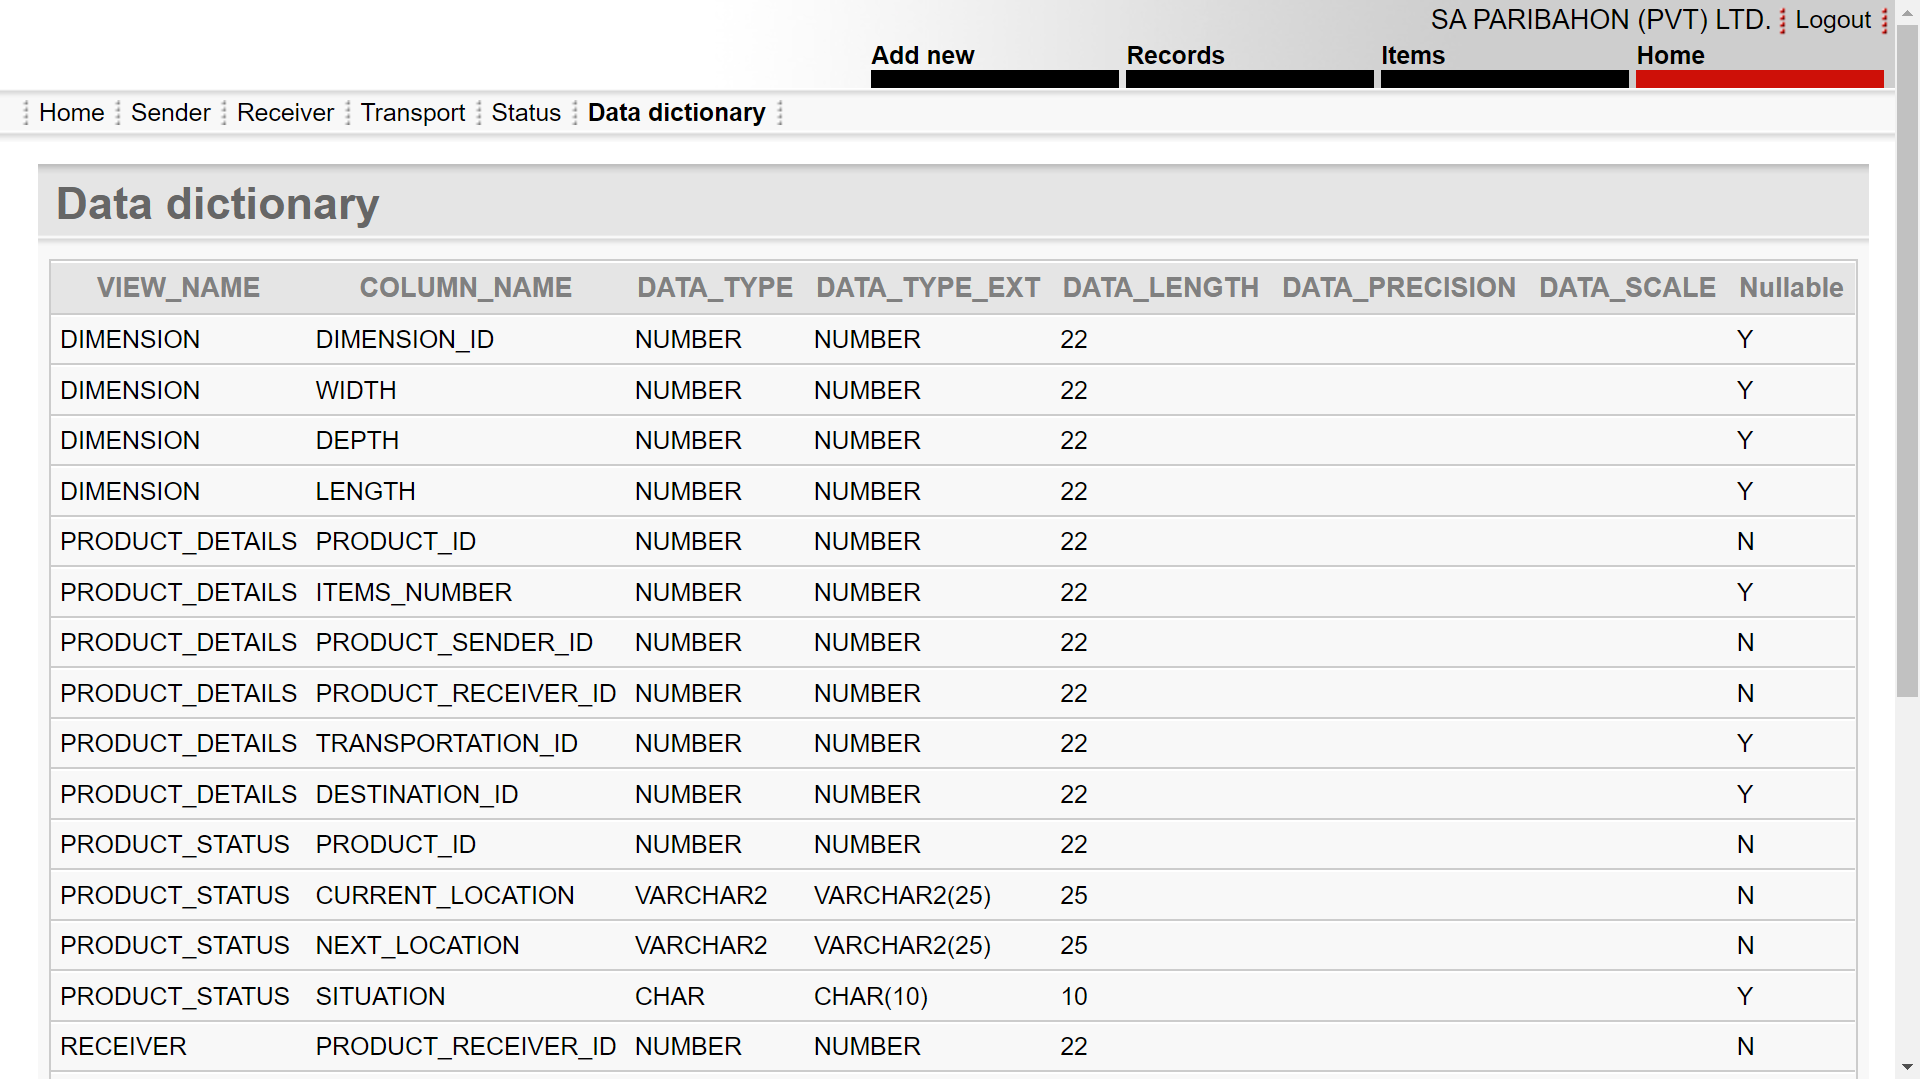 SA PARIBAHON (PVT) LTD. Logout
Add new Records Items Home
Home Sender Receiver Transport Status Data dictionary
Data dictionary
VIEW_NAME COLUMN_NAME DATA_TYPE DATA_TYPE_EXT DATA_LENGTH DATA_PRECISION DATA_SCALE Nullable
DIMENSION DIMENSION_ID NUMBER NUMBER 22 Y
DIMENSION WIDTH NUMBER NUMBER 22 Y
DIMENSION DEPTH NUMBER NUMBER 22 Y
DIMENSION LENGTH NUMBER NUMBER 22 Y
PRODUCT_DETAILS PRODUCT_ID NUMBER NUMBER 22 N
PRODUCT_DETAILS ITEMS_NUMBER NUMBER NUMBER 22 Y
PRODUCT_DETAILS PRODUCT_SENDER_ID NUMBER NUMBER 22 N
PRODUCT_DETAILS PRODUCT_RECEIVER_ID NUMBER NUMBER 22 N
PRODUCT_DETAILS TRANSPORTATION_ID NUMBER NUMBER 22 Y
PRODUCT_DETAILS DESTINATION_ID NUMBER NUMBER 22 Y
PRODUCT_STATUS PRODUCT_ID NUMBER NUMBER 22 N
PRODUCT_STATUS CURRENT_LOCATION VARCHAR2 VARCHAR2(25) 25 N
PRODUCT_STATUS NEXT_LOCATION VARCHAR2 VARCHAR2(25) 25 N
PRODUCT_STATUS SITUATION CHAR CHAR(10) 10 Y
RECEIVER PRODUCT_RECEIVER_ID NUMBER NUMBER 22 N